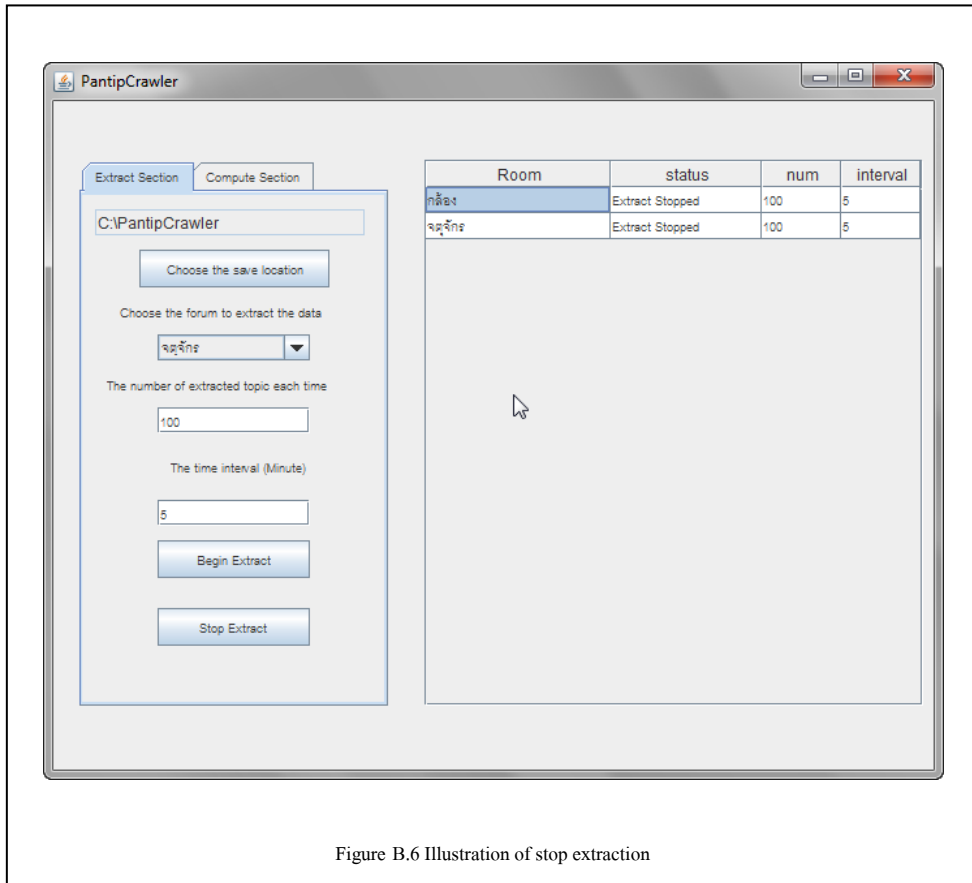 PantipCrawler
Extract Section
Compute Section
C:\PantipCrawler
Choose the save location
Choose the forum to extract the data
จตุจักร
The number of extracted topic each time
100
The time interval (Minute)
5
Begin Extract
Stop Extract
Room status num interval
กล้อง Extract Stopped 100 5
จตุจักร Extract Stopped 100 5
Figure B.6 Illustration of stop extraction